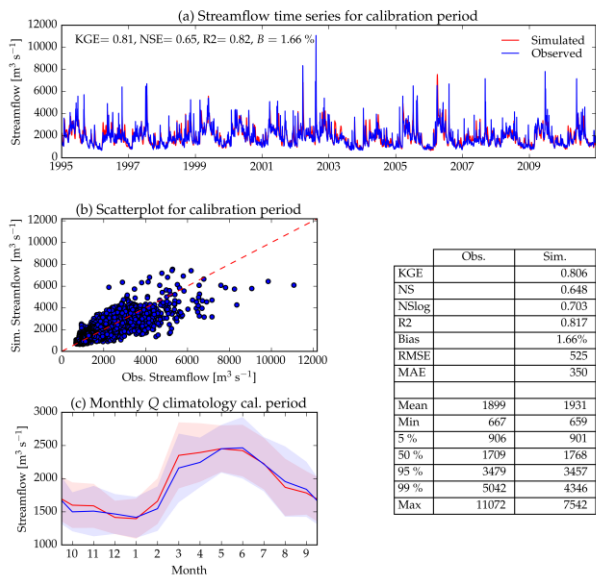 (a) Streamflow time series for calibration period
KGE= 0.81, NSE= 0.65, R2= 0.82, B = 1.66 %
Simulated
Observed
Streamflow [m³ s⁻¹]
12000
10000
8000
6000
4000
2000
0
1995 1997 1999 2001 2003 2005 2007 2009
(b) Scatterplot for calibration period
Sim. Streamflow [m³ s⁻¹]
12000
10000
8000
6000
4000
2000
0
0 2000 4000 6000 8000 10000 12000
Obs. Streamflow [m³ s⁻¹]
(c) Monthly Q climatology cal. period
Streamflow [m³ s⁻¹]
3000
2500
2000
1500
1000
10 11 12 1 2 3 4 5 6 7 8 9
Month
Obs. Sim.
KGE 0.806
NS 0.648
NSlog 0.703
R2 0.817
Bias 1.66%
RMSE 525
MAE 350
Mean 1899 1931
Min 667 659
5 % 906 901
50 % 1709 1768
95 % 3479 3457
99 % 5042 4346
Max 11072 7542